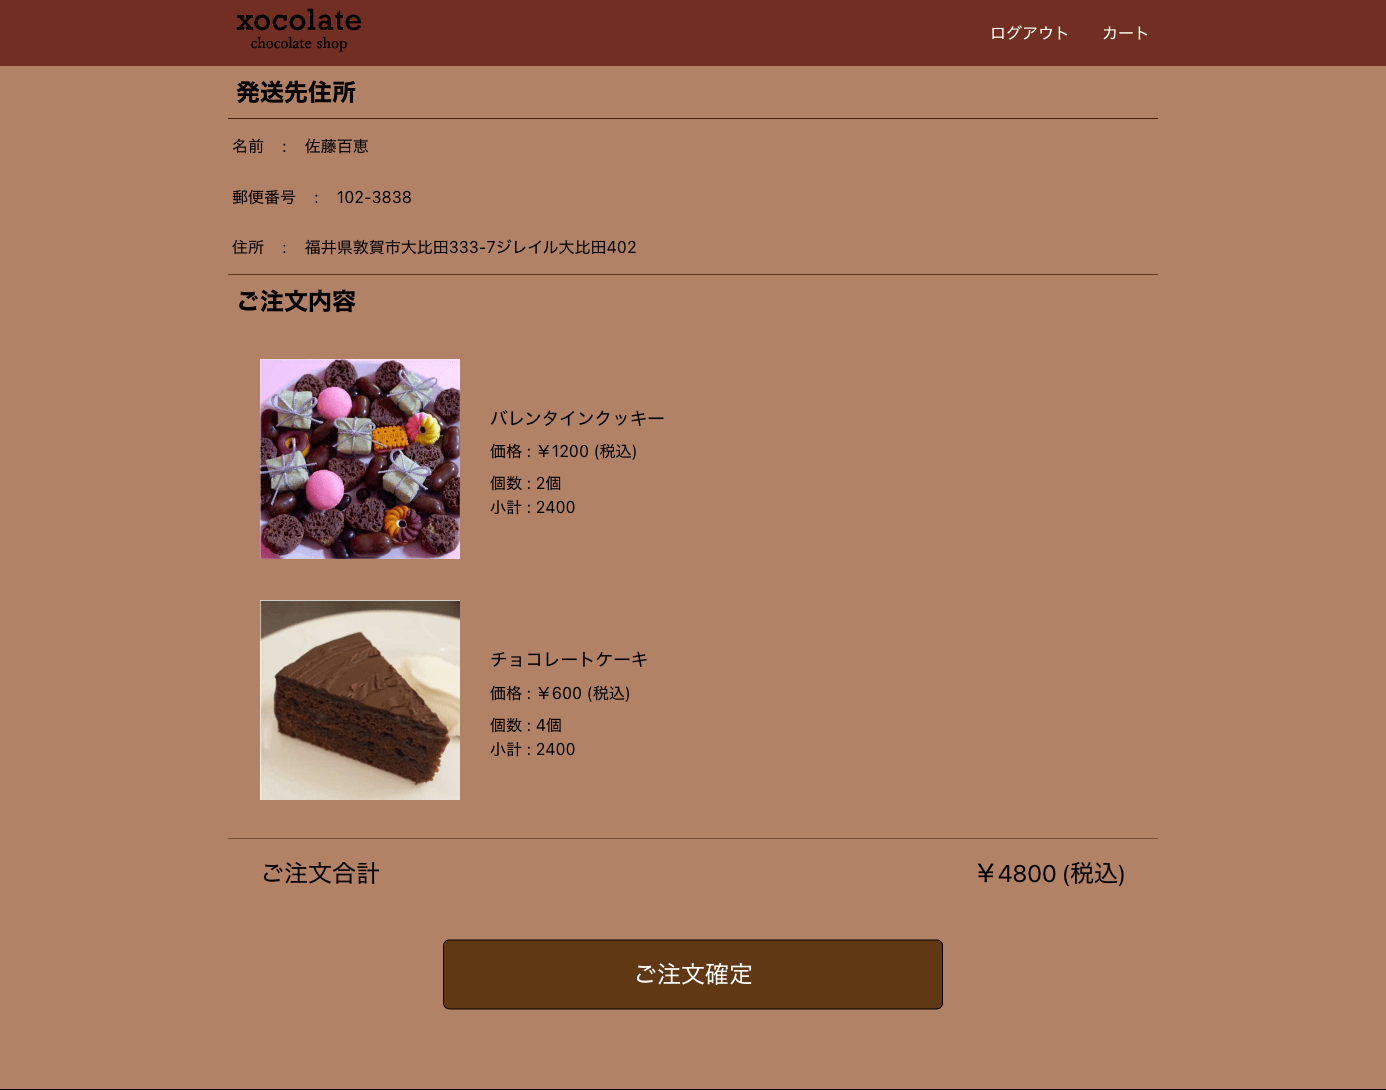 xocolate
chocolate shop
ログアウト カート
発送先住所
名前 : 佐藤百恵
郵便番号 : 102-3838
住所 : 福井県敦賀市大比田333-7ジレイル大比田402
ご注文内容
バレンタインクッキー
価格 : ¥1200 (税込)
個数 : 2個
小計 : 2400
チョコレートケーキ
価格 : ¥600 (税込)
個数 : 4個
小計 : 2400
ご注文合計 ¥4800 (税込)
ご注文確定